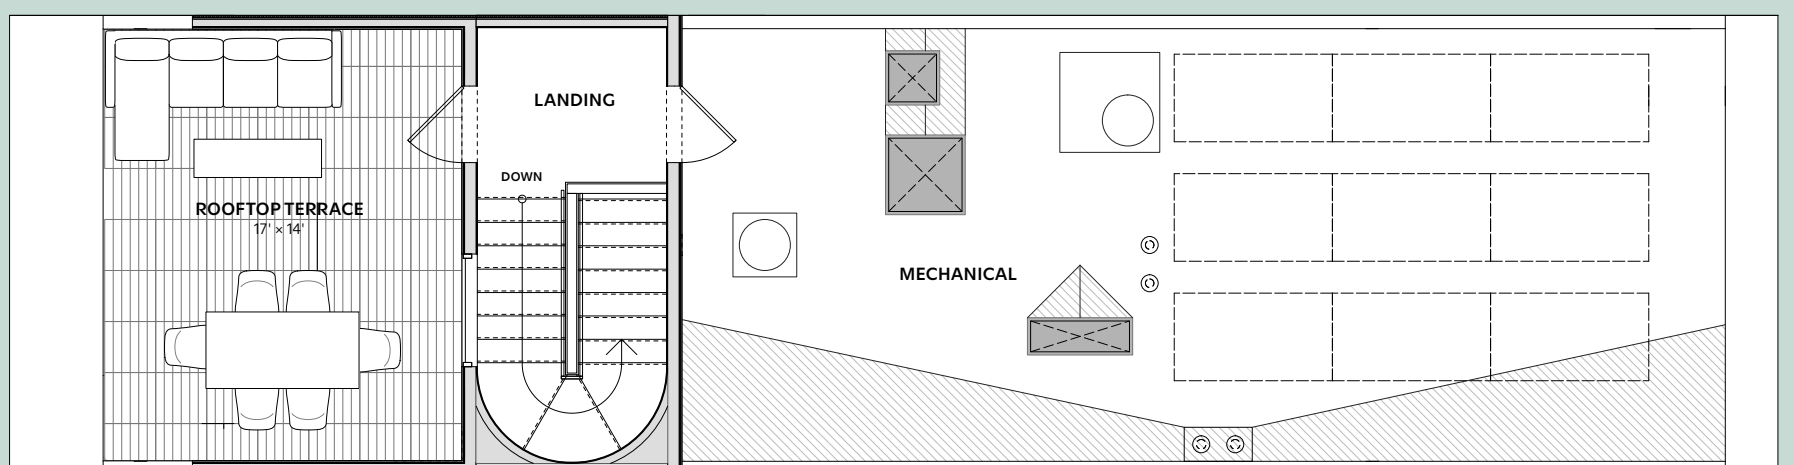 LANDING
DOWN
ROOFTOP TERRACE
17' × 14'
MECHANICAL